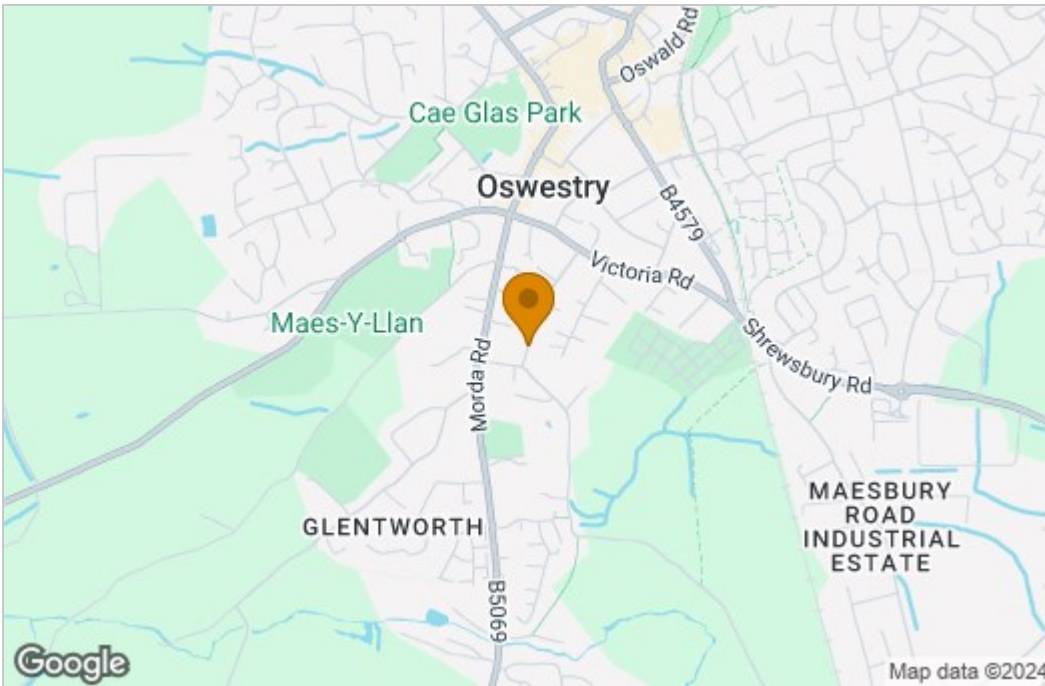 Oswald Rd
Cae Glas Park
Oswestry
B4579
Victoria Rd
Maes-Y-Llan
Shrewsbury Rd
Morda Rd
GLENTWORTH
MAESBURY
ROAD
INDUSTRIAL
ESTATE
B5069
Google
Map data ©2024